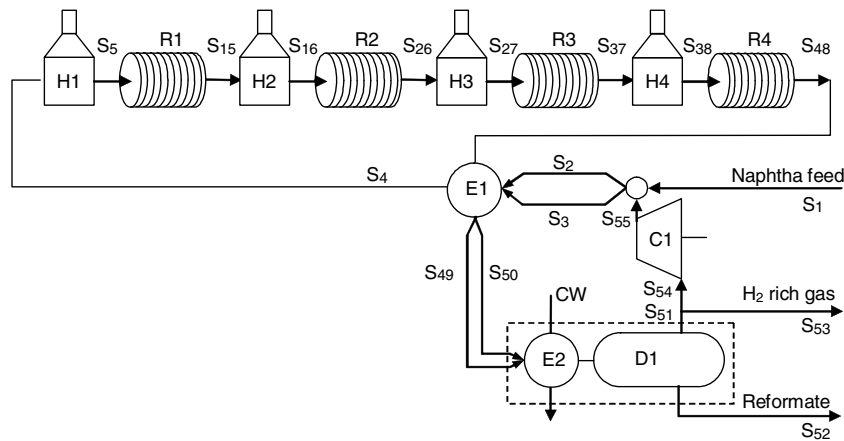 S5 R1 S15 S16 R2 S26 S27 R3 S37 S38 R4 S48
H1 H2 H3 H4
S4 E1 S2 Naphtha feed
S3 S55 S1
C1
S49 S50 S54 H2 rich gas
CW S51 S53
E2 D1
Reformate
S52